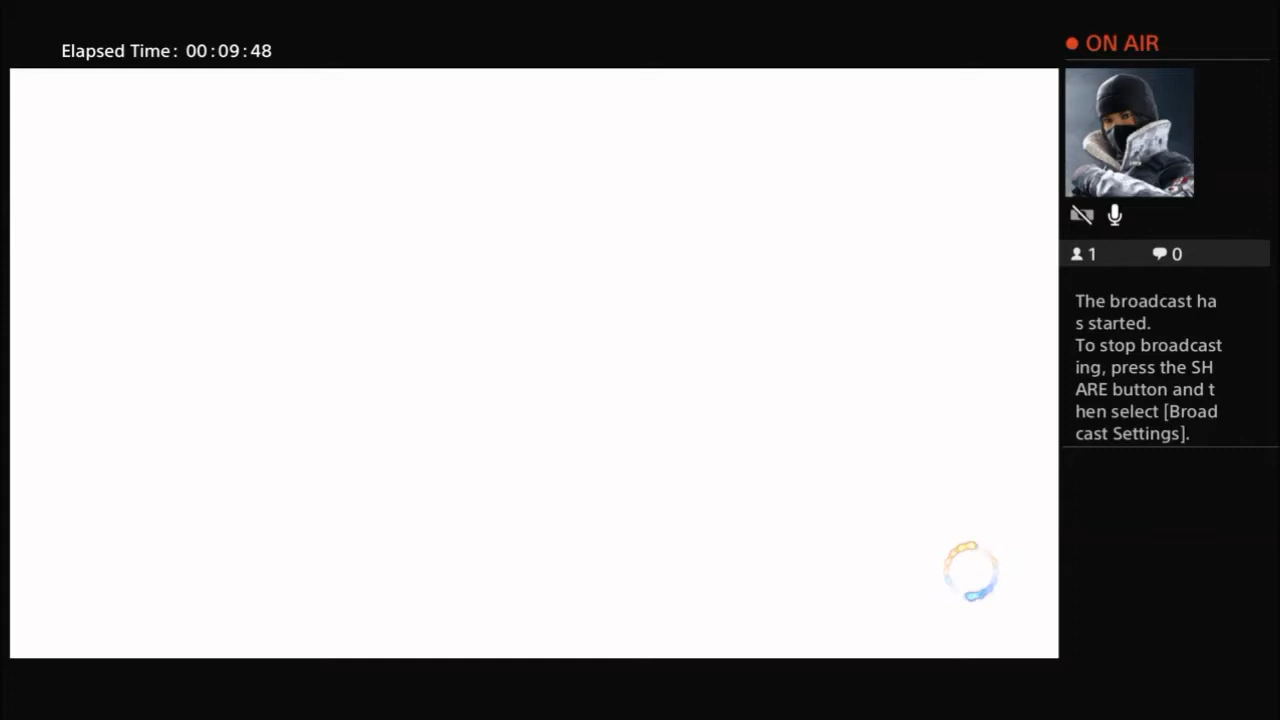 Elapsed Time: 00:09:48
ON AIR
1 0
The broadcast ha
s started.
To stop broadcast
ing, press the SH
ARE button and t
hen select [Broad
cast Settings].